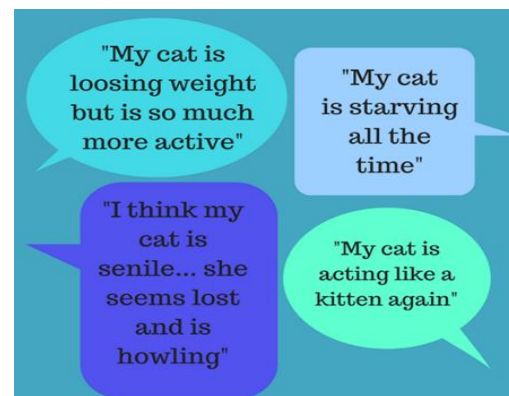 "My cat is
loosing weight
but is so much
more active"
"My cat
is starving
all the
time"
"I think my
cat is
senile... she
seems lost
and is
howling"
"My cat is
acting like a
kitten again"